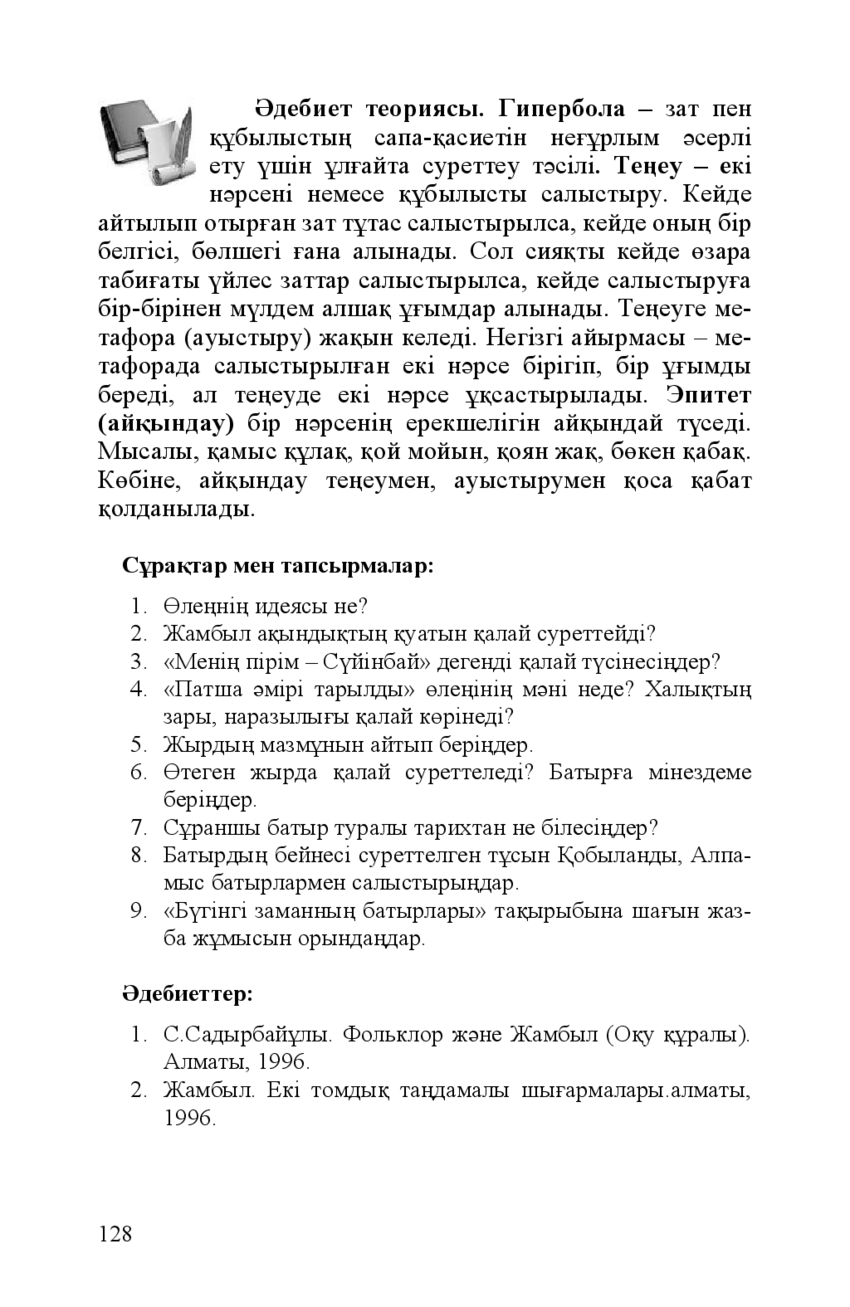 Әдебиет теориясы. Гипербола – зат пен
құбылыстың сапа-қасиетін неғұрлым әсерлі
ету үшін ұлғайта суреттеу тәсілі. Теңеу – екі
нәрсені немесе құбылысты салыстыру. Кейде
айтылып отырған зат тұтас салыстырылса, кейде оның бір
белгісі, бөлшегі ғана алынады. Сол сияқты кейде өзара
табиғаты үйлес заттар салыстырылса, кейде салыстыруға
бір-бірінен мүлдем алшақ ұғымдар алынады. Теңеуге ме-
тафора (ауыстыру) жақын келеді. Негізгі айырмасы – ме-
тафорада салыстырылған екі нәрсе бірігіп, бір ұғымды
береді, ал теңеуде екі нәрсе ұқсастырылады. Эпитет
(айқындау) бір нәрсенің ерекшелігін айқындай түседі.
Мысалы, қамыс құлақ, қой мойын, қоян жақ, бөкен қабақ.
Көбіне, айқындау теңеумен, ауыстырумен қоса қабат
қолданылады.
Сұрақтар мен тапсырмалар:
1. Өлеңнің идеясы не?
2. Жамбыл ақындықтың қуатын қалай суреттейді?
3. «Менің пірім – Сүйінбай» дегенді қалай түсінесіңдер?
4. «Патша әмірі тарылды» өлеңінің мәні неде? Халықтың
зары, наразылығы қалай көрінеді?
5. Жырдың мазмұнын айтып беріңдер.
6. Өтеген жырда қалай суреттеледі? Батырға мінездеме
беріңдер.
7. Сұраншы батыр туралы тарихтан не білесіңдер?
8. Батырдың бейнесі суреттелген тұсын Қобыланды, Алпа-
мыс батырлармен салыстырыңдар.
9. «Бүгінгі заманның батырлары» тақырыбына шағын жаз-
ба жұмысын орындаңдар.
Әдебиеттер:
1. С.Садырбайұлы. Фольклор және Жамбыл (Оқу құралы).
Алматы, 1996.
2. Жамбыл. Екі томдық таңдамалы шығармалары.алматы,
1996.
128